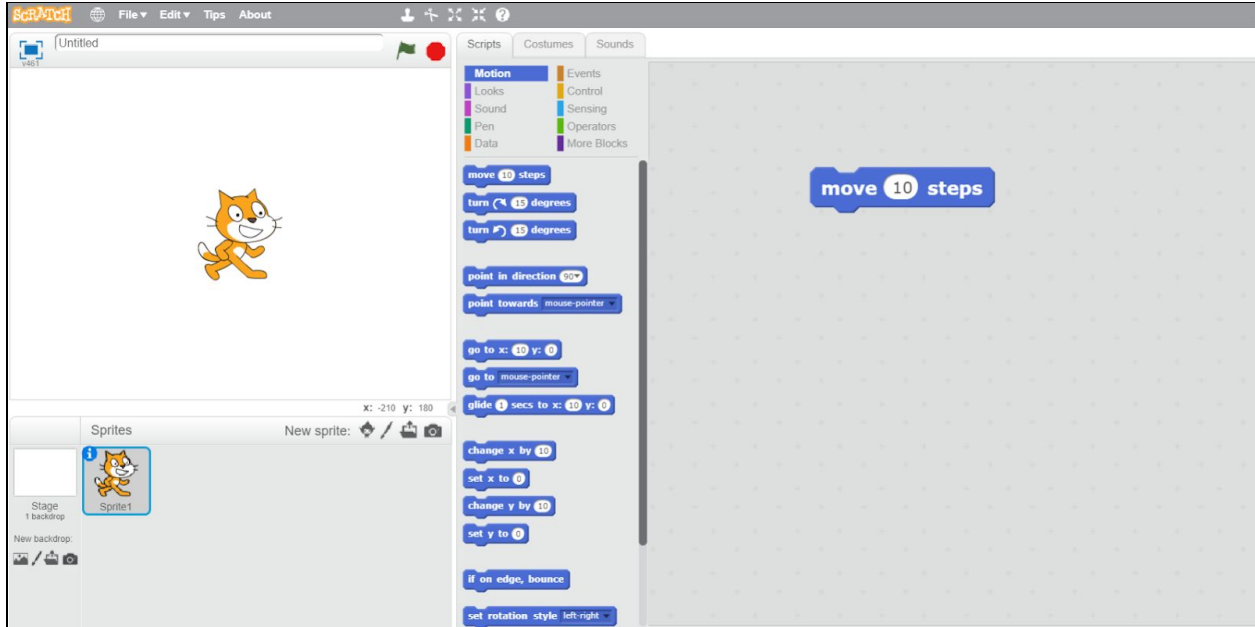 SCRATCH File Edit Tips About
v461
Untitled
x: -210 y: 180
Sprites New sprite:
Stage
1 backdrop
New backdrop:
Sprite1
Scripts Costumes Sounds
Motion Events
Looks Control
Sound Sensing
Pen Operators
Data More Blocks
move 10 steps
turn 15 degrees
turn 15 degrees
point in direction 90
point towards mouse-pointer
go to x: 10 y: 0
go to mouse-pointer
glide 1 secs to x: 10 y: 0
change x by 10
set x to 0
change y by 10
set y to 0
if on edge, bounce
set rotation style left-right
move 10 steps